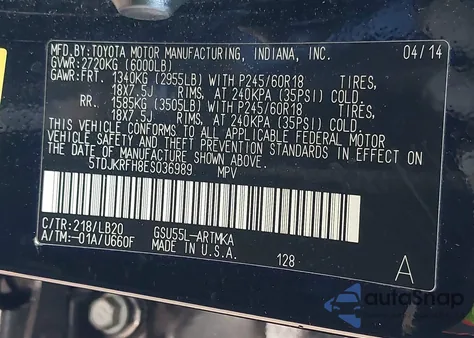 MFD.BY: TOYOTA MOTOR MANUFACTURING, INDIANA, INC. 04/14
GVWR: 2720KG (6000LB)
GAWR: FRT. 1340KG (2955LB) WITH P245/60R18 TIRES,
18X7.5J RIMS, AT 240KPA (35PSI) COLD.
RR. 1585KG (3505LB) WITH P245/60R18 TIRES,
18X7.5J RIMS, AT 240KPA (35PSI) COLD.
THIS VEHICLE CONFORMS TO ALL APPLICABLE FEDERAL MOTOR
VEHICLE SAFETY AND THEFT PREVENTION STANDARDS IN EFFECT ON THE
DATE OF MANUFACTURE SHOWN ABOVE.
5TDJKRFH8ES036989 MPV
C/TR: 218/LB20 GSU55L-ARTMKA
A/TM: -01A/U660F MADE IN U.S.A. 128 A
autoSnap